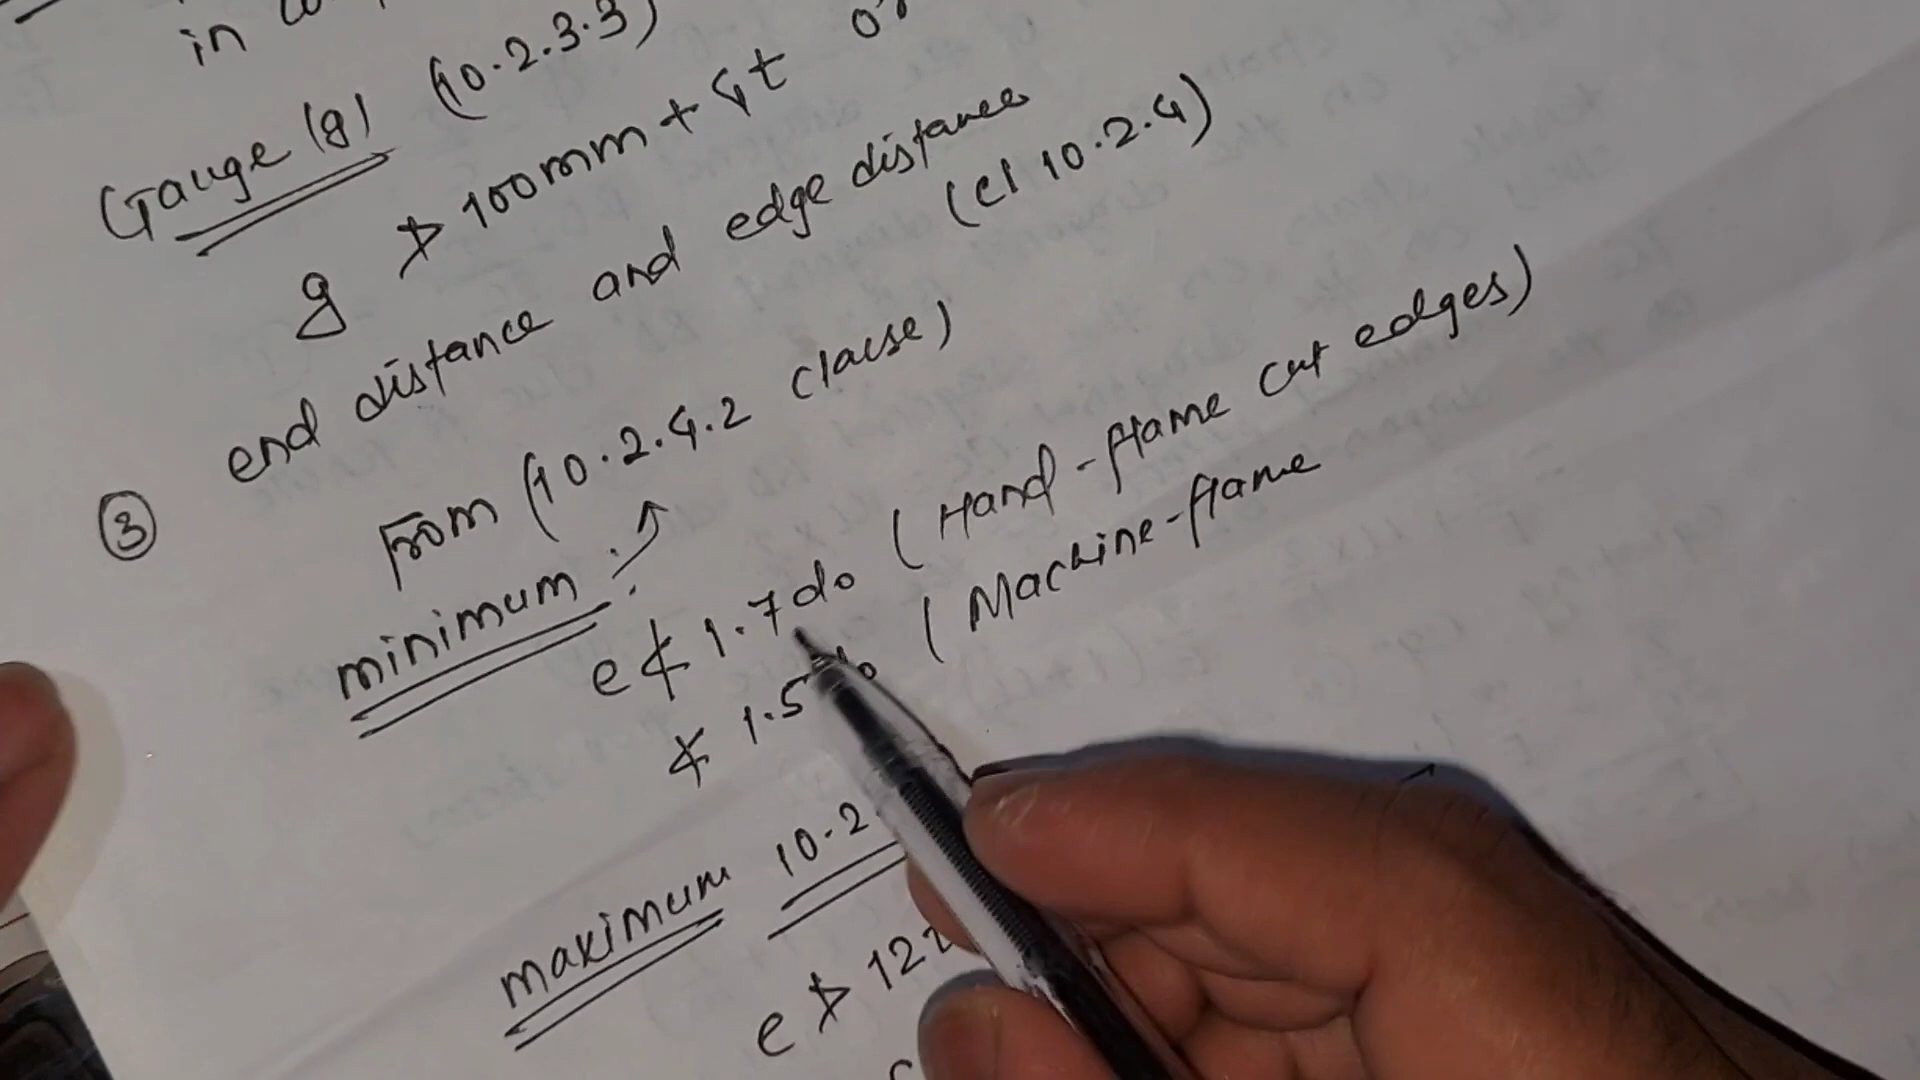 in
Gauge (g) (10.2.3.3)
g ≯ 100mm + 4t or
③ end distance and edge distance
(cl 10.2.4)
From (10.2.4.2 clause)
minimum :→
e ≮ 1.7do (Hand-flame cut edges)
≮ 1.5do (Machine-flame
maximum 10.2.
e ≯ 12